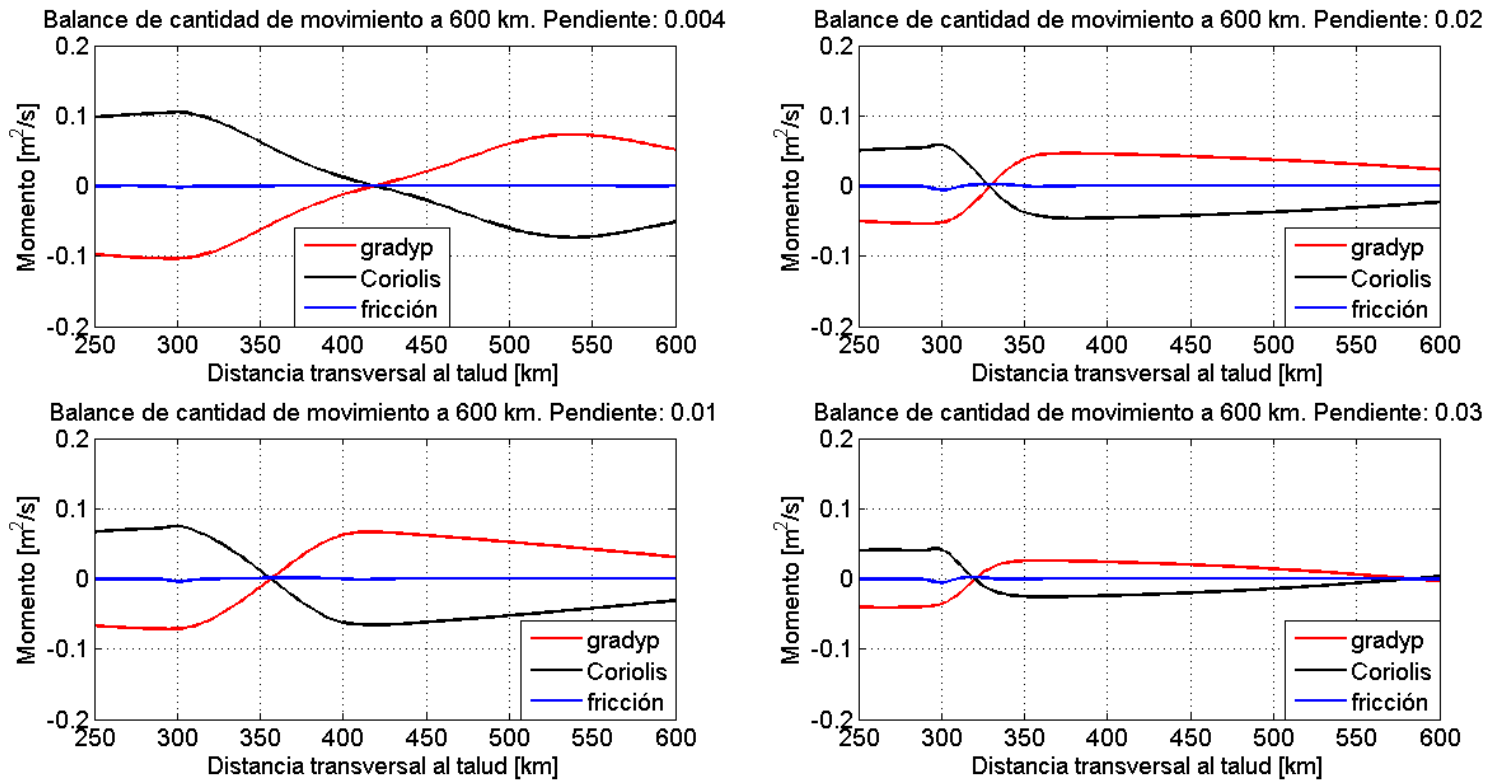 Balance de cantidad de movimiento a 600 km. Pendiente: 0.004
0.2
0.1
0
-0.1
-0.2
Momento [m²/s]
gradyp
Coriolis
fricción
250 300 350 400 450 500 550 600
Distancia transversal al talud [km]
Balance de cantidad de movimiento a 600 km. Pendiente: 0.02
0.2
0.1
0
-0.1
-0.2
Momento [m²/s]
gradyp
Coriolis
fricción
250 300 350 400 450 500 550 600
Distancia transversal al talud [km]
Balance de cantidad de movimiento a 600 km. Pendiente: 0.01
0.2
0.1
0
-0.1
-0.2
Momento [m²/s]
gradyp
Coriolis
fricción
250 300 350 400 450 500 550 600
Distancia transversal al talud [km]
Balance de cantidad de movimiento a 600 km. Pendiente: 0.03
0.2
0.1
0
-0.1
-0.2
Momento [m²/s]
gradyp
Coriolis
fricción
250 300 350 400 450 500 550 600
Distancia transversal al talud [km]